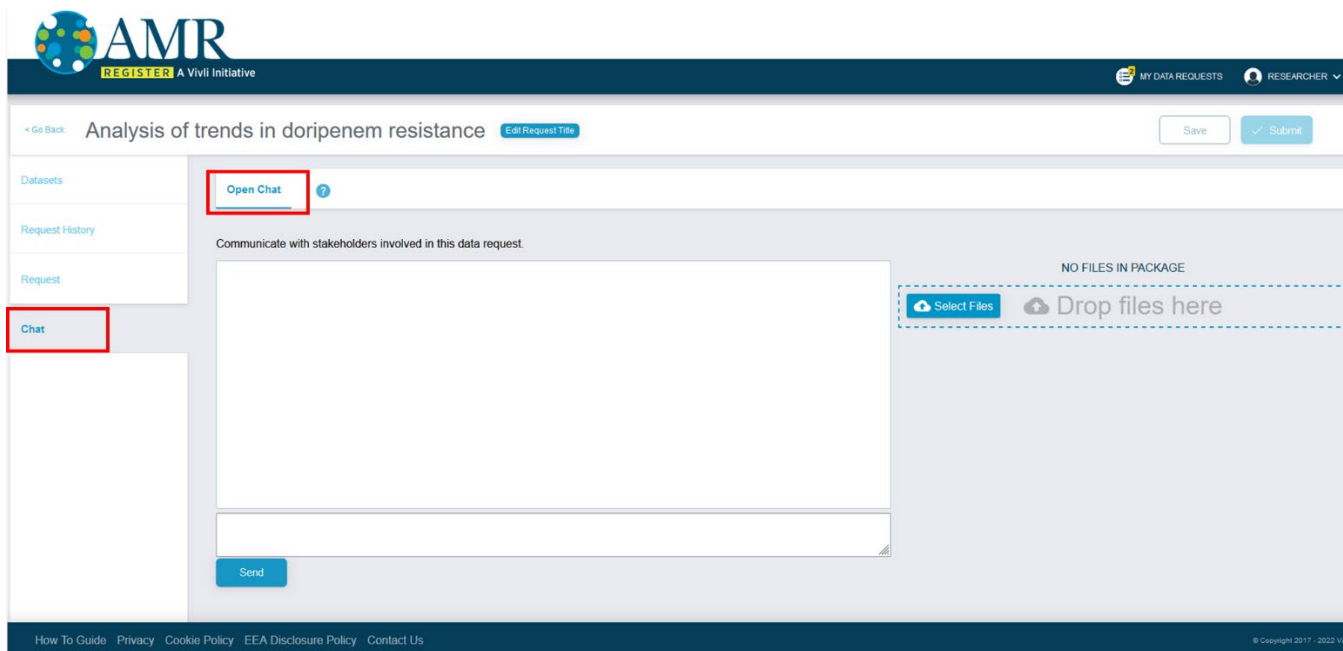 AMR
REGISTER A Vivli Initiative
2 MY DATA REQUESTS RESEARCHER
< Go Back Analysis of trends in doripenem resistance Edit Request Title Save Submit
Datasets
Request History
Request
Chat
Open Chat ?
Communicate with stakeholders involved in this data request.
NO FILES IN PACKAGE
Select Files Drop files here
Send
How To Guide Privacy Cookie Policy EEA Disclosure Policy Contact Us © Copyright 2017 - 2022